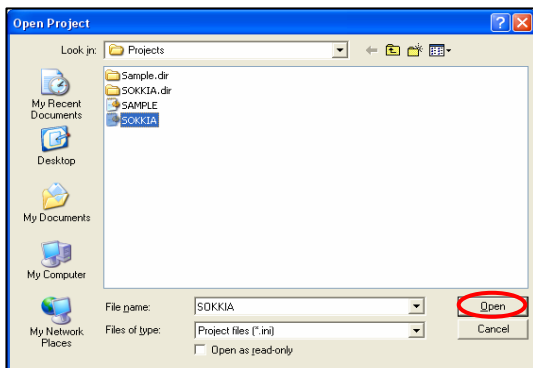 Open Project
Look in: Projects
Sample.dir
SOKKIA.dir
SAMPLE
SOKKIA
My Recent
Documents
Desktop
My Documents
My Computer
My Network
Places
File name: SOKKIA Open
Files of type: Project files (*.ini) Cancel
Open as read-only